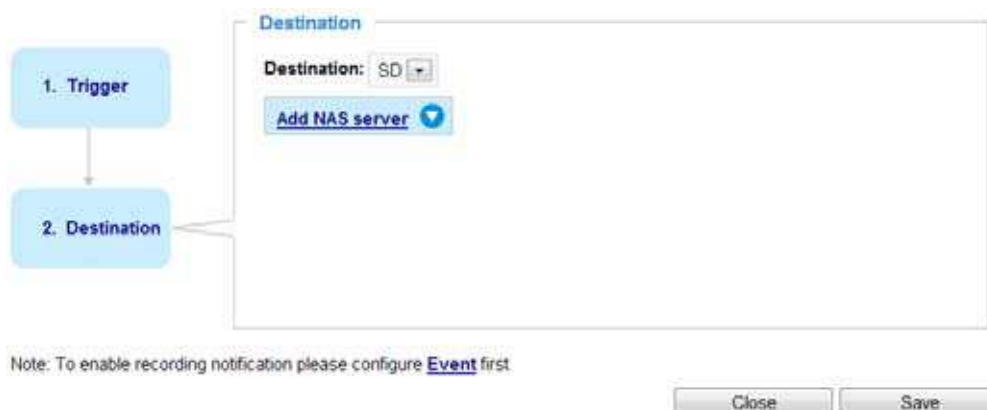 Destination
1. Trigger
Destination: SD
Add NAS server
2. Destination
Note: To enable recording notification please configure Event first
Close Save